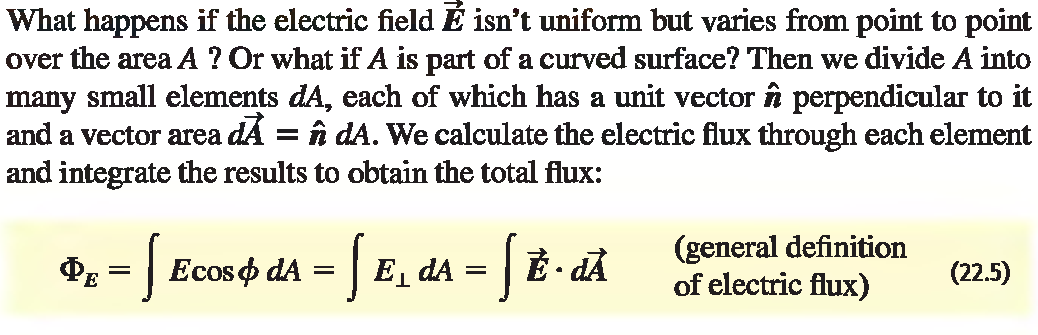 What happens if the electric field E⃗ isn't uniform but varies from point to point
over the area A ? Or what if A is part of a curved surface? Then we divide A into
many small elements dA, each of which has a unit vector n̂ perpendicular to it
and a vector area dA⃗ = n̂ dA. We calculate the electric flux through each element
and integrate the results to obtain the total flux:
Φ_E = ∫ E cos ϕ dA = ∫ E_⊥ dA = ∫ E⃗ · dA⃗ (general definition of electric flux) (22.5)